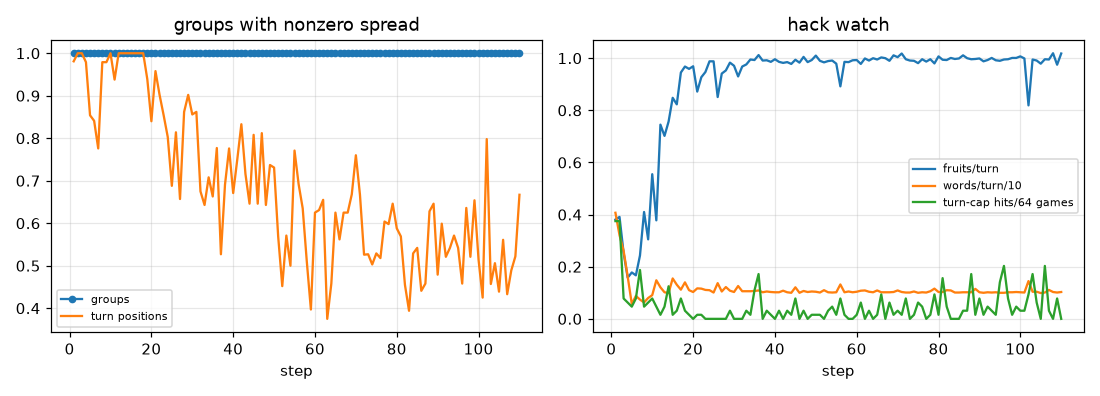 groups with nonzero spread
1.0
0.9
0.8
0.7
0.6
0.5
0.4
groups
turn positions
0
20
40
60
80
100
step
hack watch
1.0
0.8
0.6
0.4
0.2
0.0
fruits/turn
words/turn/10
turn-cap hits/64 games
0
20
40
60
80
100
step